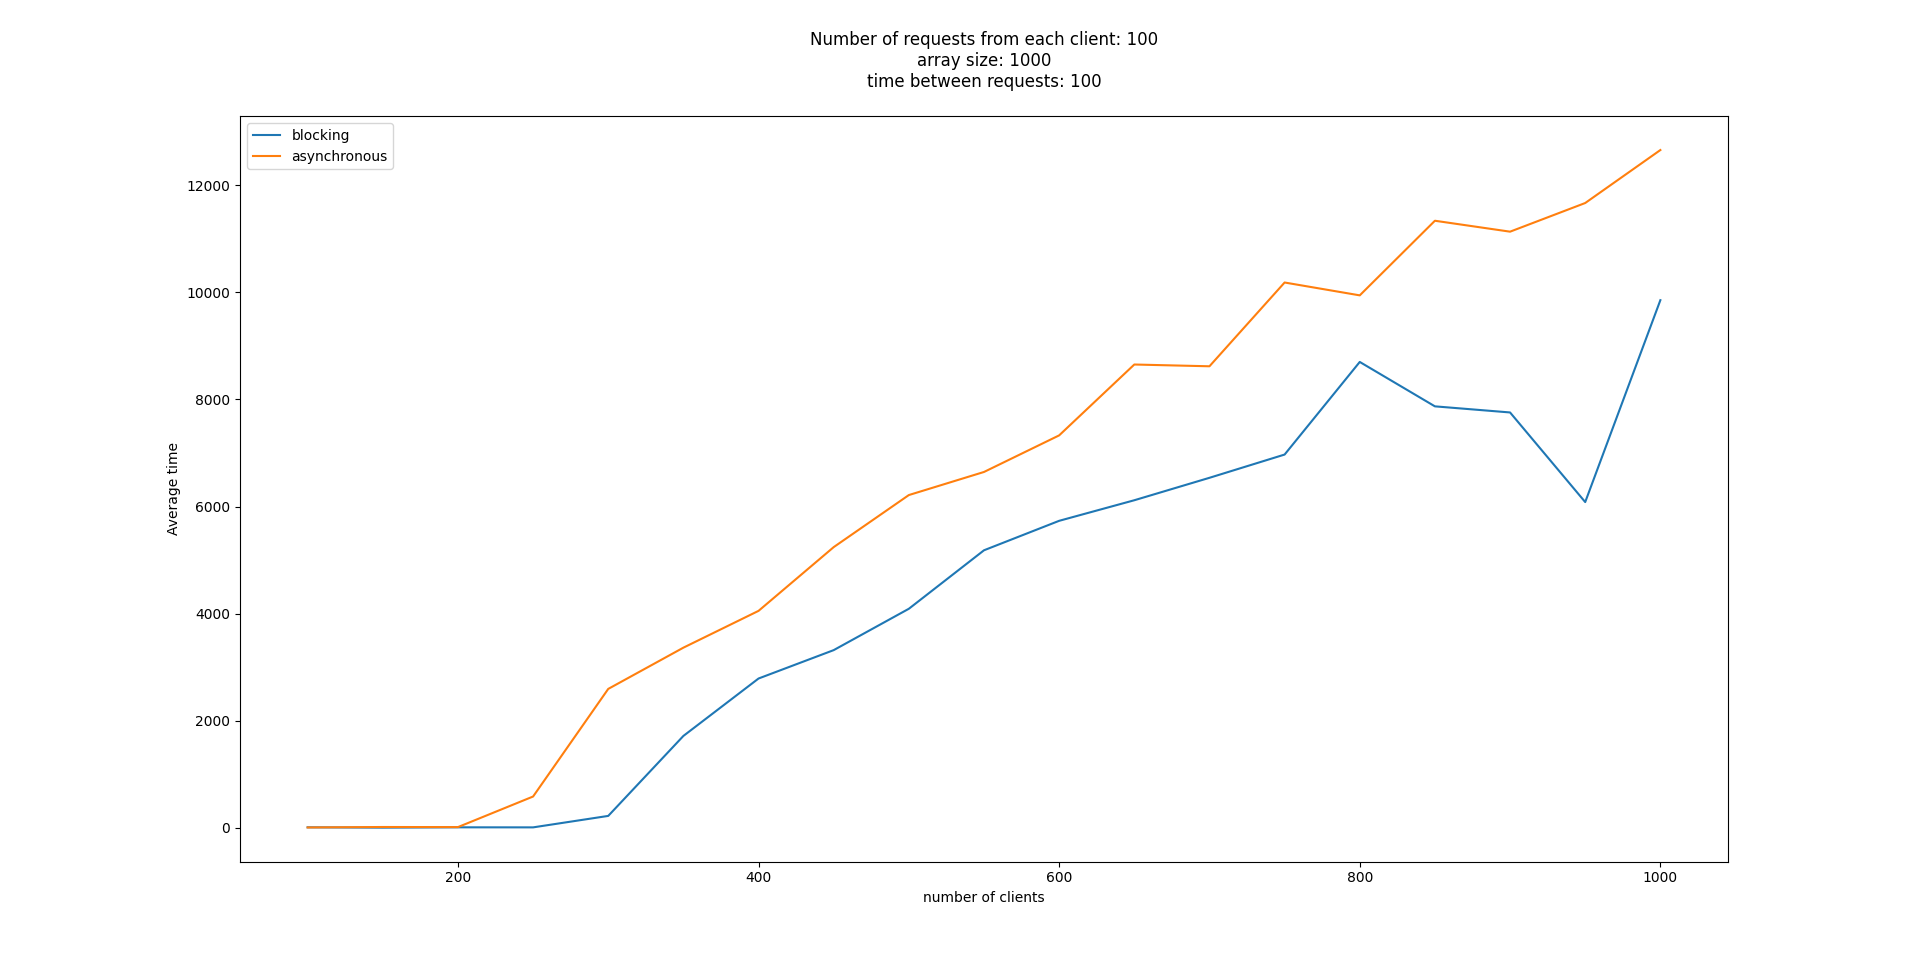 Number of requests from each client: 100
array size: 1000
time between requests: 100
blocking
asynchronous
12000
10000
8000
6000
4000
2000
0
Average time
200 400 600 800 1000
number of clients